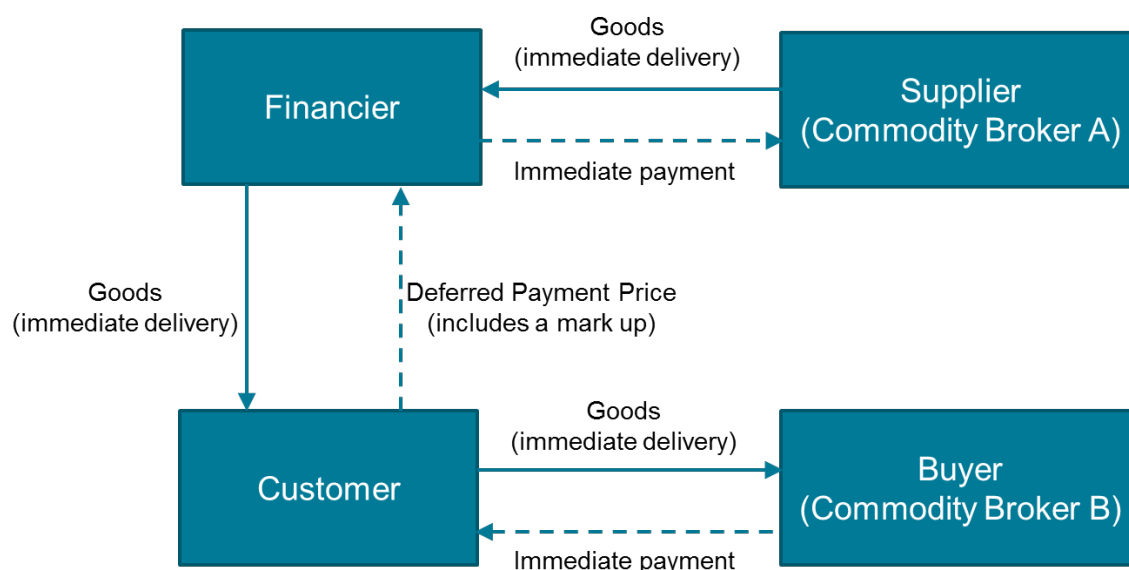 Goods
(immediate delivery)
Financier
Supplier
(Commodity Broker A)
Immediate payment
Goods
(immediate delivery)
Deferred Payment Price
(includes a mark up)
Goods
(immediate delivery)
Customer
Buyer
(Commodity Broker B)
Immediate payment